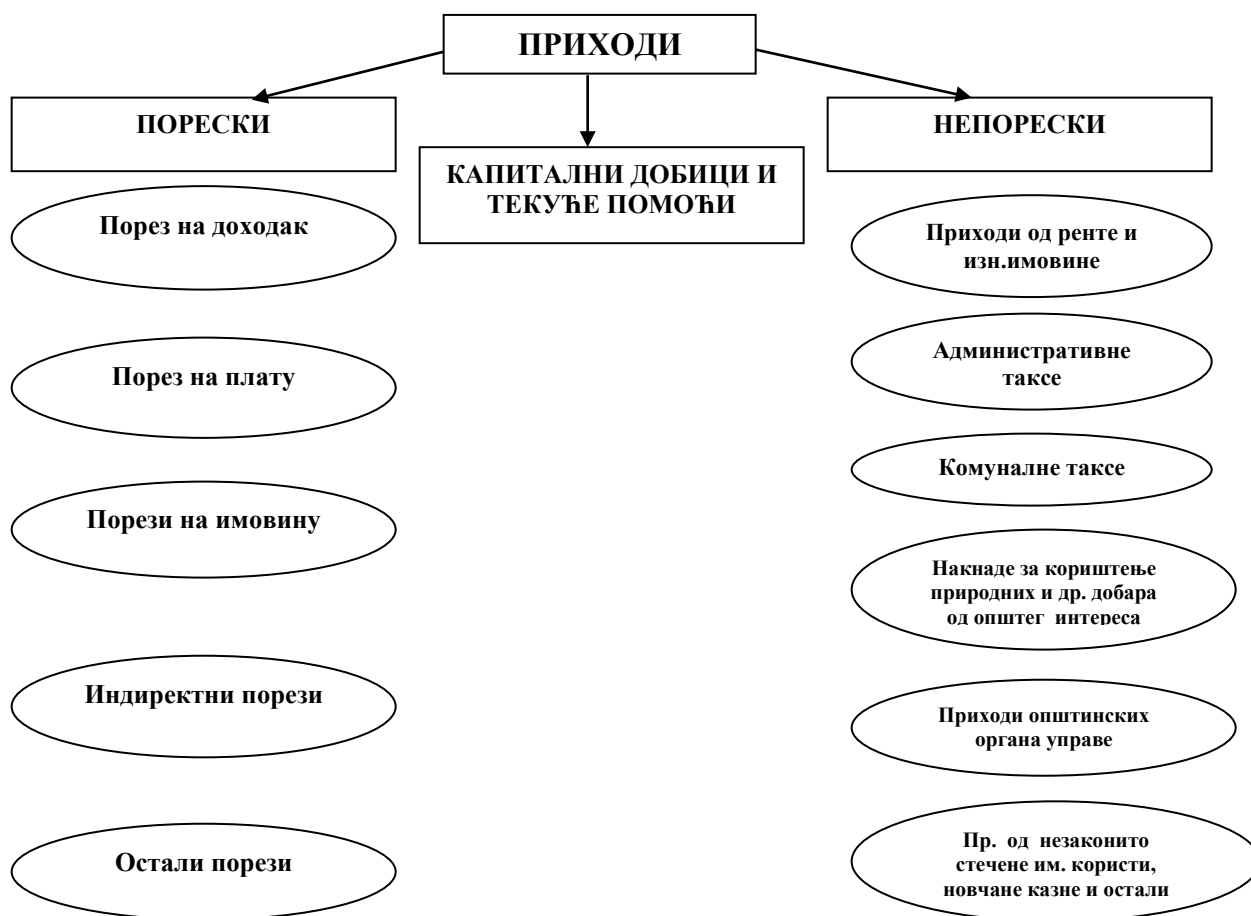 ПРИХОДИ
ПОРЕСКИ
КАПИТАЛНИ ДОБИЦИ И
ТЕКУЋЕ ПОМОЋИ
НЕПОРЕСКИ
Порез на доходак
Порез на плату
Порези на имовину
Индиректни порези
Остали порези
Приходи од ренте и
изн.имовине
Административне
таксе
Комуналне таксе
Накнаде за кориштење
природних и др. добара
од општег интереса
Приходи општинских
органа управе
Пр. од незаконито
стечене им. користи,
новчане казне и остали